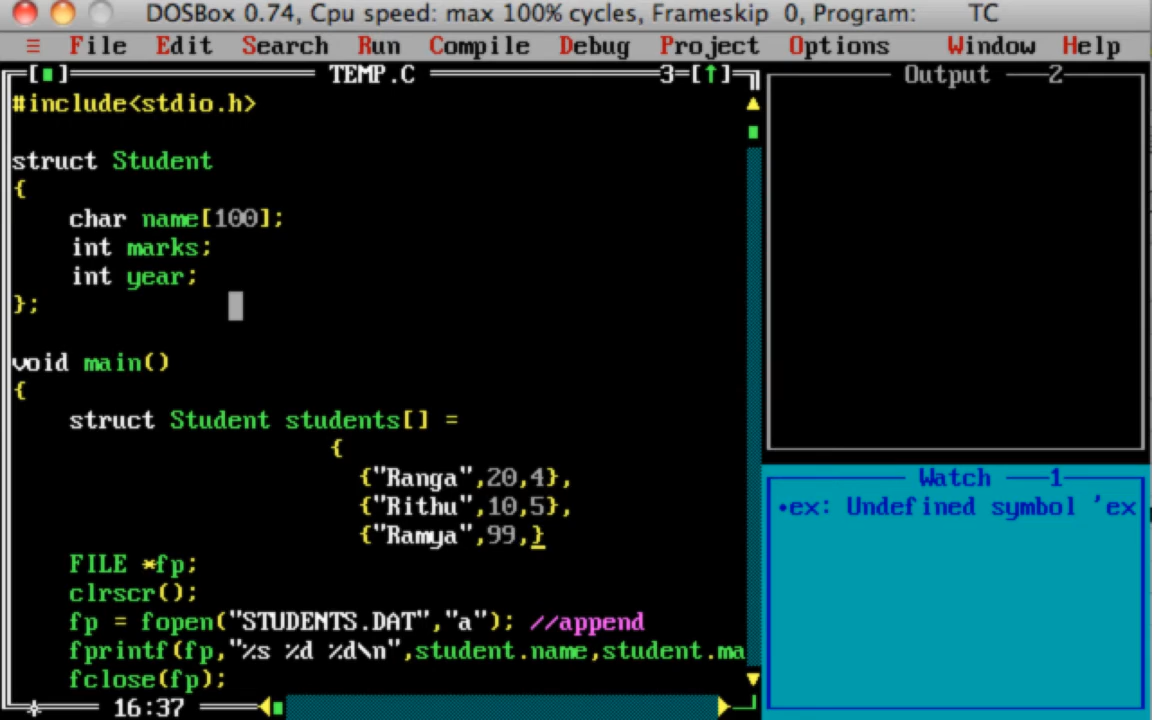 DOSBox 0.74, Cpu speed: max 100% cycles, Frameskip 0, Program: TC
≡ File Edit Search Run Compile Debug Project Options Window Help
[■] TEMP.C 3=[↑]
#include<stdio.h>
struct Student
{
char name[100];
int marks;
int year;
};
void main()
{
struct Student students[] =
{
{"Ranga",20,4},
{"Rithu",10,5},
{"Ramya",99,}
FILE *fp;
clrscr();
fp = fopen("STUDENTS.DAT","a"); //append
fprintf(fp,"%s %d %d\n",student.name,student.ma
fclose(fp);
16:37
Output 2
Watch 1
•ex: Undefined symbol 'ex